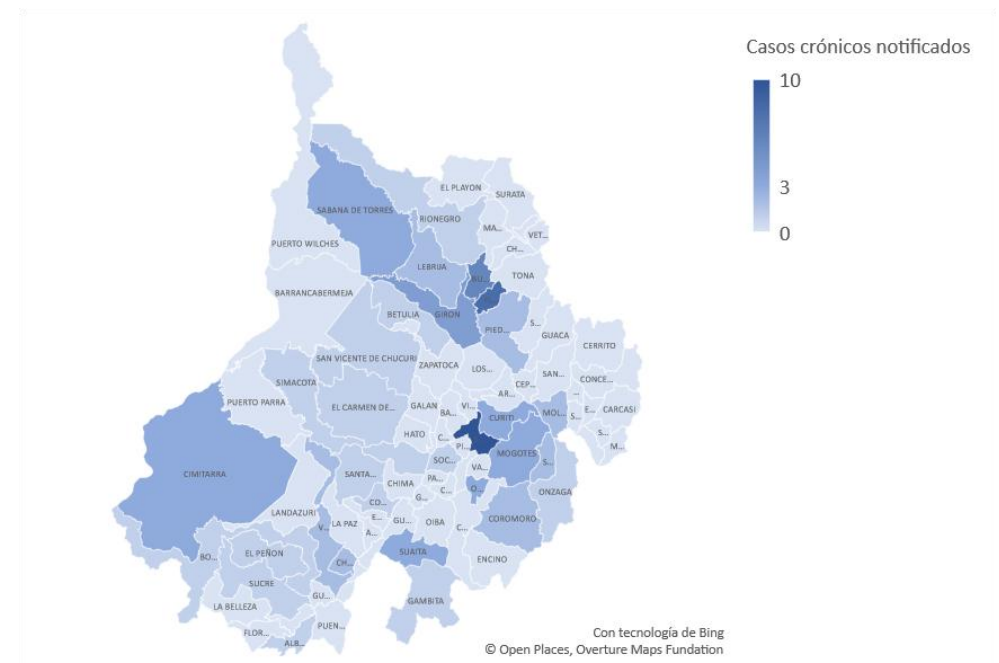 Casos crónicos notificados
10
3
0
EL PLAYON
SURATA
SABANA DE TORRES
RIONEGRO
MA...
VET...
PUERTO WILCHES
CH...
LEBRIJA
TONA
BU...
BARRANCABERMEJA
BETULIA
GIRON
PIED...
S...
GUACA
CERRITO
SAN VICENTE DE CHUCURI
ZAPATOCA
LOS...
SAN...
CONCE...
SIMACOTA
CEP...
AR...
...
PUERTO PARRA
EL CARMEN DE...
GALAN
VI...
BA...
CURITI
MOL...
S...
E...
CARCASI
HATO
C...
PI...
S...
M...
MOGOTES
CIMITARRA
SANTA...
SOC...
VA...
S...
CHIMA
PA...
C...
O...
ONZAGA
G...
CO...
LANDAZURI
V...
LA PAZ
E...
GU...
OIBA
C...
COROMORO
A...
BO...
EL PEÑON
CH...
SUAITA
ENCINO
SUCRE
GU...
LA BELLEZA
GAMBITA
FLOR...
PUEN...
ALB...
Con tecnología de Bing
© Open Places, Overture Maps Foundation